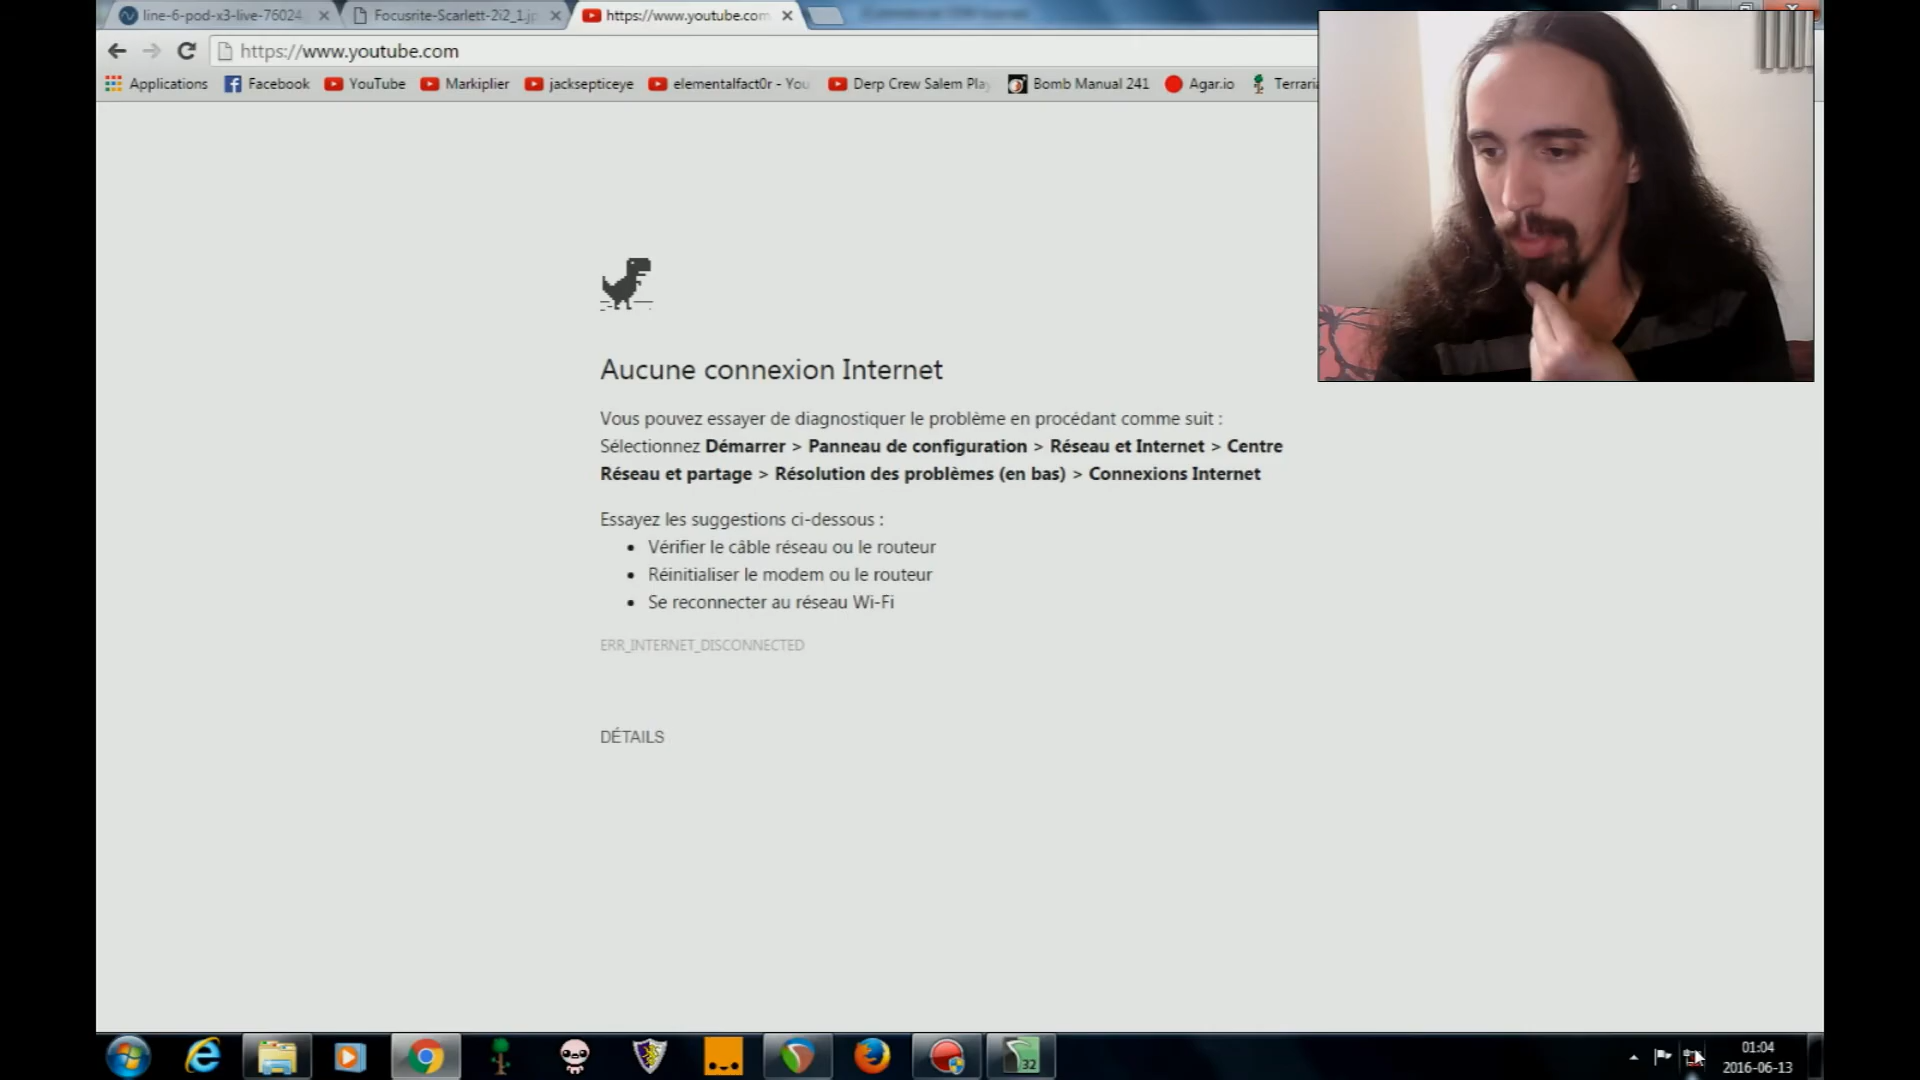 line-6-pod-x3-live-76024
Focusrite-Scarlett-2i2_1.jp
https://www.youtube.com
https://www.youtube.com
Applications
Facebook
YouTube
Markiplier
jacksepticeye
elementalfact0r - You
Derp Crew Salem Play
Bomb Manual 241
Agar.io
Terraria
Aucune connexion Internet
Vous pouvez essayer de diagnostiquer le problème en procédant comme suit :
Sélectionnez Démarrer > Panneau de configuration > Réseau et Internet > Centre
Réseau et partage > Résolution des problèmes (en bas) > Connexions Internet
Essayez les suggestions ci-dessous :
• Vérifier le câble réseau ou le routeur
• Réinitialiser le modem ou le routeur
• Se reconnecter au réseau Wi-Fi
ERR_INTERNET_DISCONNECTED
DÉTAILS
32
01:04
2016-06-13